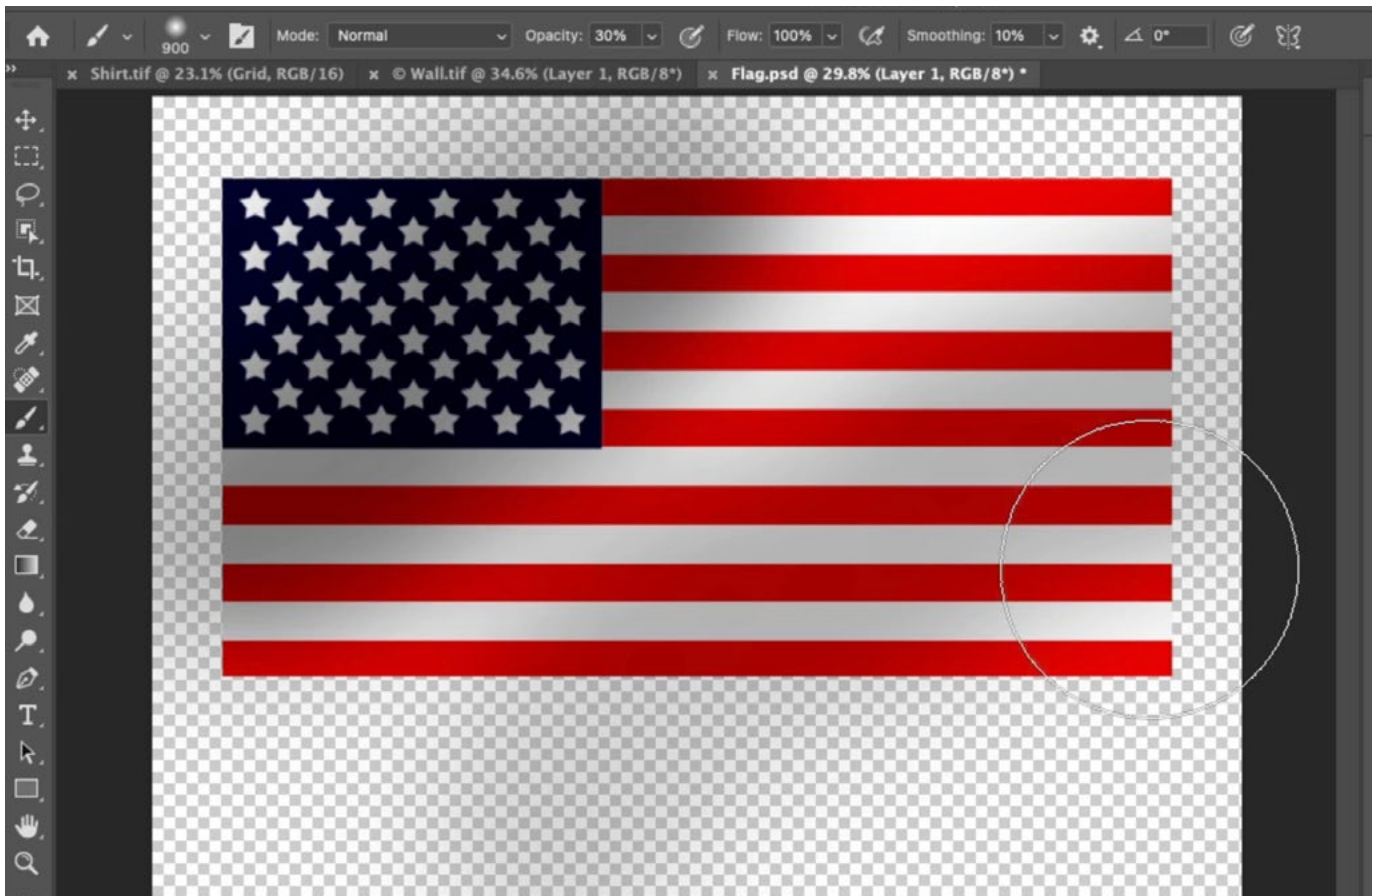 Mode: Normal Opacity: 30% Flow: 100% Smoothing: 10% 0°
900
Shirt.tif @ 23.1% (Grid, RGB/16) © Wall.tif @ 34.6% (Layer 1, RGB/8*) Flag.psd @ 29.8% (Layer 1, RGB/8*) *